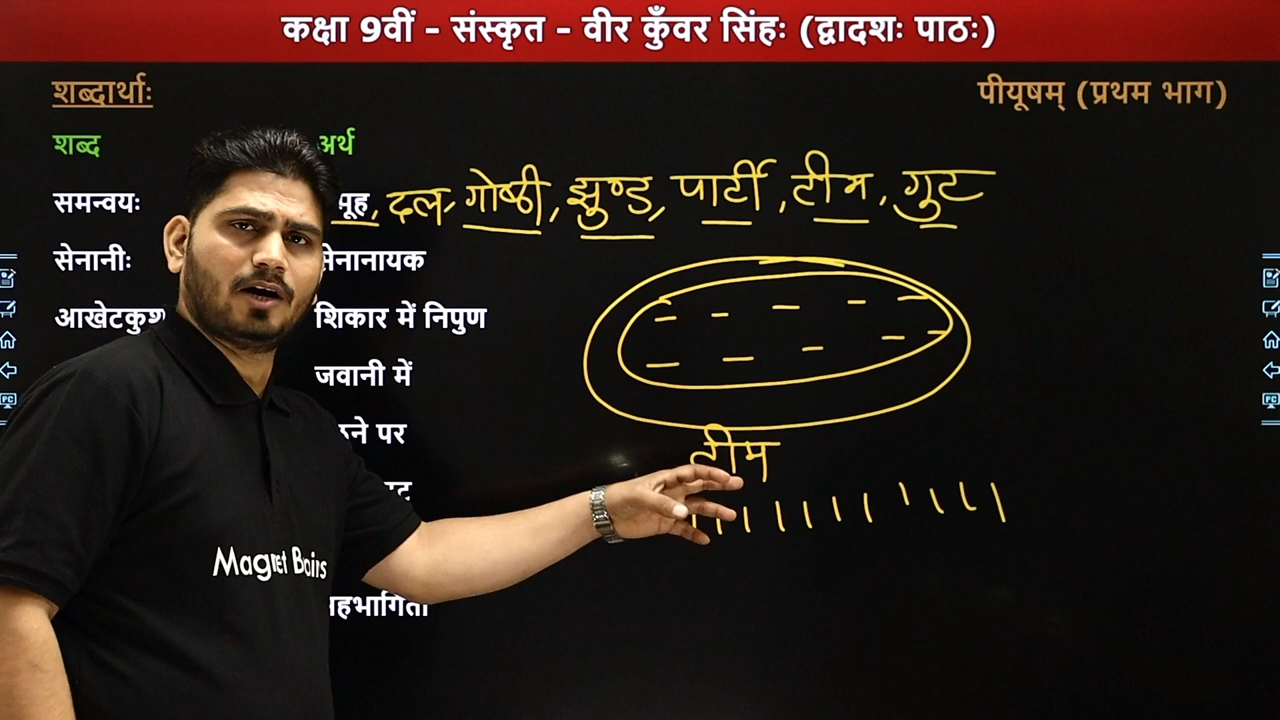 कक्षा 9वीं - संस्कृत - वीर कुँवर सिंहः (द्वादशः पाठः)
शब्दार्थाः पीयूषम् (प्रथम भाग)
शब्द अर्थ
समन्वयः मूह, दल, गोष्ठी, झुण्ड, पार्टी, टीम, गुट
सेनानीः सेनानायक
आखेटकुश शिकार में निपुण
जवानी में
ने पर
टीम
Magnet Brains
हभागिता